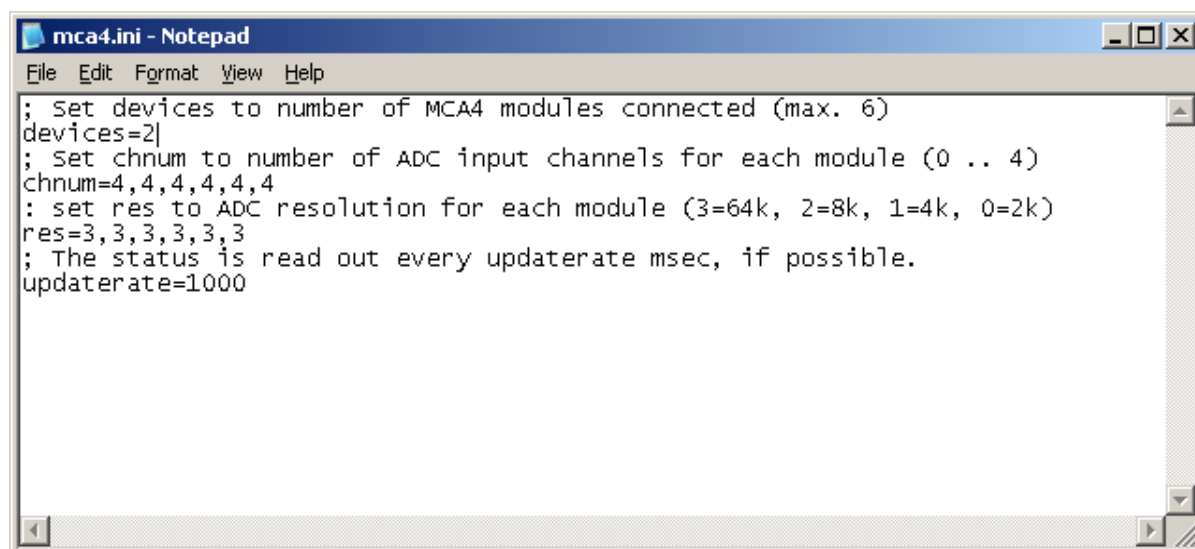 mca4.ini - Notepad
File Edit Format View Help
; Set devices to number of MCA4 modules connected (max. 6)
devices=2
; Set chnum to number of ADC input channels for each module (0 .. 4)
chnum=4,4,4,4,4,4
: set res to ADC resolution for each module (3=64k, 2=8k, 1=4k, 0=2k)
res=3,3,3,3,3,3
; The status is read out every updaterate msec, if possible.
updaterate=1000